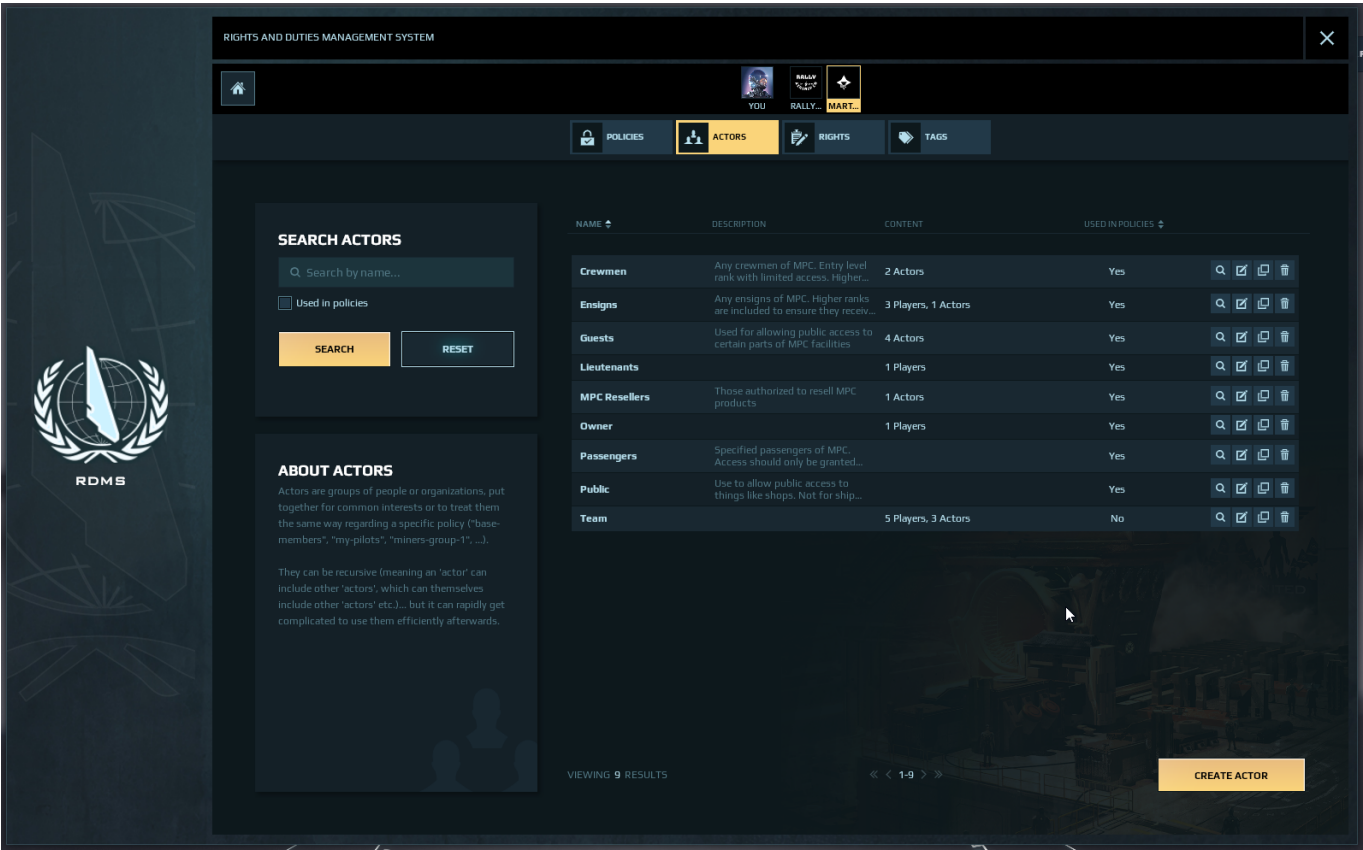 RIGHTS AND DUTIES MANAGEMENT SYSTEM
RALLY
YOU
RALLY...
MART...
POLICIES
ACTORS
RIGHTS
TAGS
SEARCH ACTORS
Search by name...
Used in policies
SEARCH
RESET
ABOUT ACTORS
Actors are groups of people or organizations, put
together for common interests or to treat them
the same way regarding a specific policy ("base-
members", "my-pilots", "miners-group-1", ...).
They can be recursive (meaning an 'actor' can
include other 'actors', which can themselves
include other 'actors' etc.)... but it can rapidly get
complicated to use them efficiently afterwards.
RDMS
NAME
DESCRIPTION
CONTENT
USED IN POLICIES
Crewmen
Any crewmen of MPC. Entry level
rank with limited access. Higher...
2 Actors
Yes
Ensigns
Any ensigns of MPC. Higher ranks
are included to ensure they receiv...
3 Players, 1 Actors
Yes
Guests
Used for allowing public access to
certain parts of MPC facilities
4 Actors
Yes
Lieutenants
1 Players
Yes
MPC Resellers
Those authorized to resell MPC
products
1 Actors
Yes
Owner
1 Players
Yes
Passengers
Specified passengers of MPC.
Access should only be granted...
Yes
Public
Use to allow public access to
things like shops. Not for ship...
Yes
Team
5 Players, 3 Actors
No
VIEWING 9 RESULTS
1-9
CREATE ACTOR